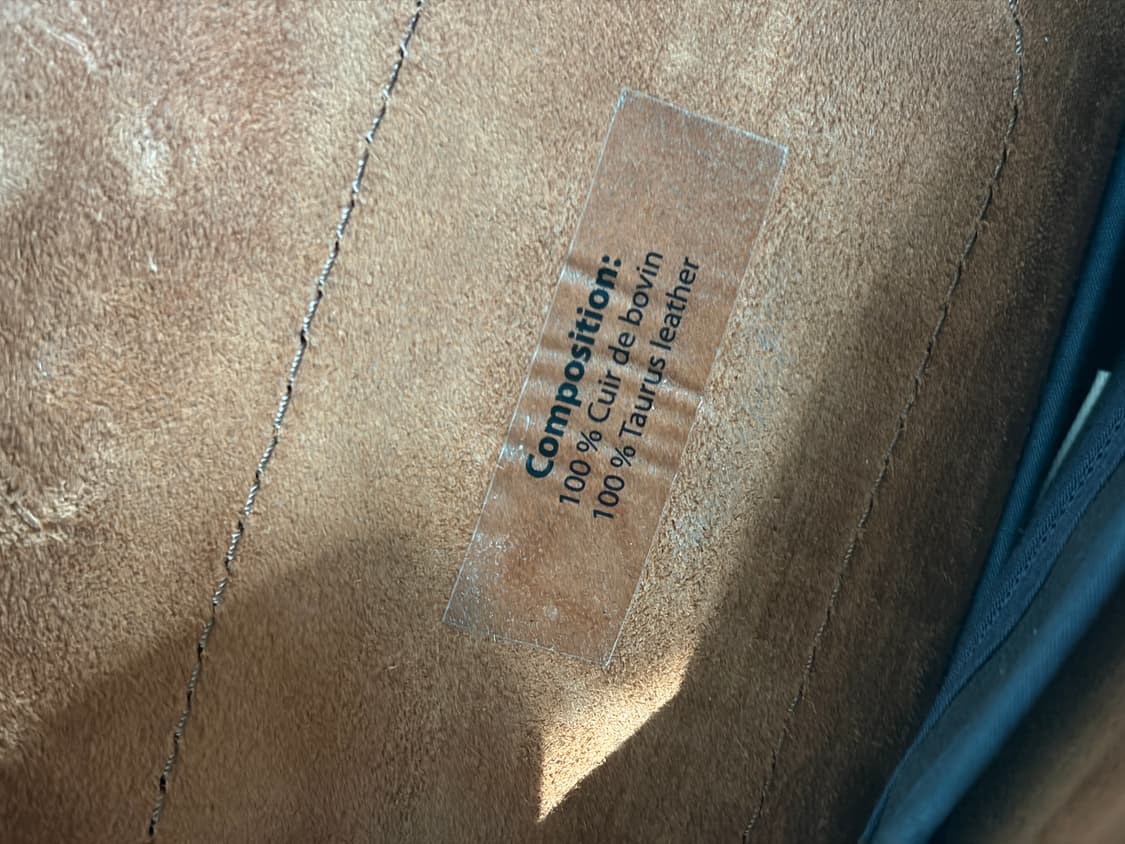 Composition:
100 % Cuir de bovin
100 % Taurus leather